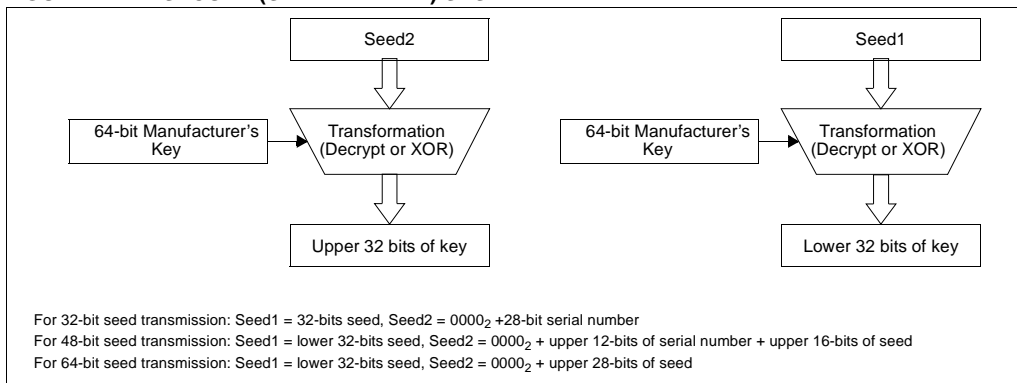 Seed2
Seed1
64-bit Manufacturer's
Key
Transformation
(Decrypt or XOR)
64-bit Manufacturer's
Key
Transformation
(Decrypt or XOR)
Upper 32 bits of key
Lower 32 bits of key
For 32-bit seed transmission: Seed1 = 32-bits seed, Seed2 = 0000₂ +28-bit serial number
For 48-bit seed transmission: Seed1 = lower 32-bits seed, Seed2 = 0000₂ + upper 12-bits of serial number + upper 16-bits of seed
For 64-bit seed transmission: Seed1 = lower 32-bits seed, Seed2 = 0000₂ + upper 28-bits of seed